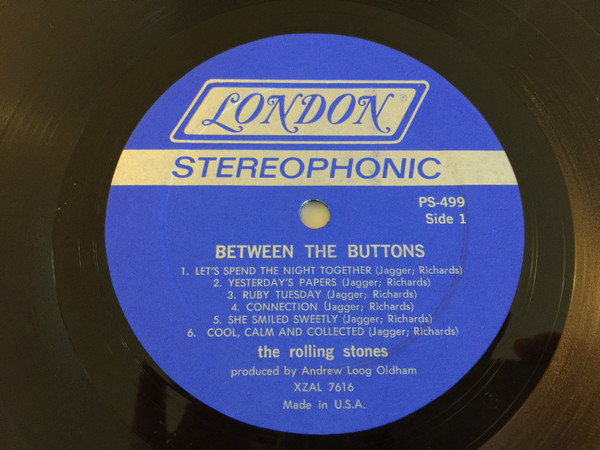 LONDON®
STEREOPHONIC
PS-499
Side 1
BETWEEN THE BUTTONS
1. LET'S SPEND THE NIGHT TOGETHER (Jagger; Richards)
2. YESTERDAY'S PAPERS (Jagger; Richards)
3. RUBY TUESDAY (Jagger; Richards)
4. CONNECTION (Jagger; Richards)
5. SHE SMILED SWEETLY (Jagger; Richards)
6. COOL, CALM AND COLLECTED (Jagger; Richards)
the rolling stones
produced by Andrew Loog Oldham
XZAL 7616
Made in U.S.A.